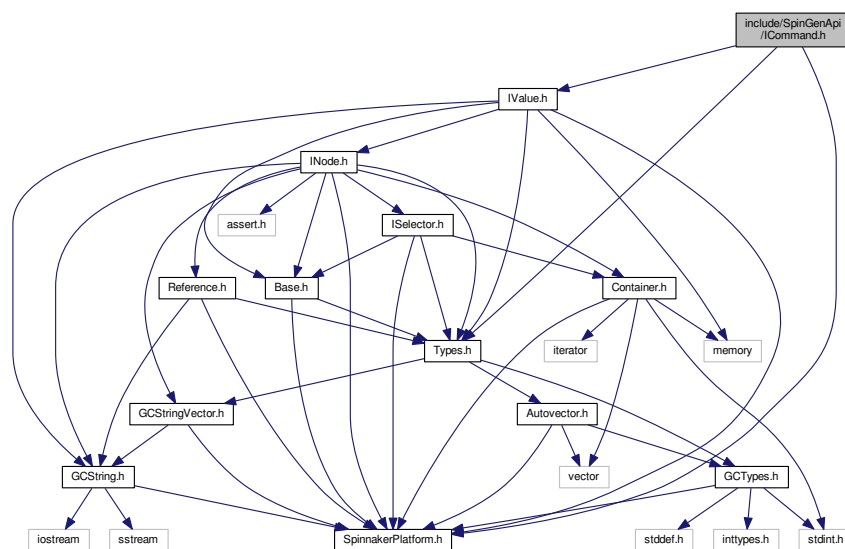 include/SpinGenApi
/ICommand.h
IValue.h
INode.h
assert.h
ISelector.h
Reference.h
Base.h
Container.h
Types.h
iterator
memory
GCStringVector.h
Autovector.h
GCString.h
vector
GCTypes.h
iostream
sstream
SpinnakerPlatform.h
stddef.h
inttypes.h
stdint.h